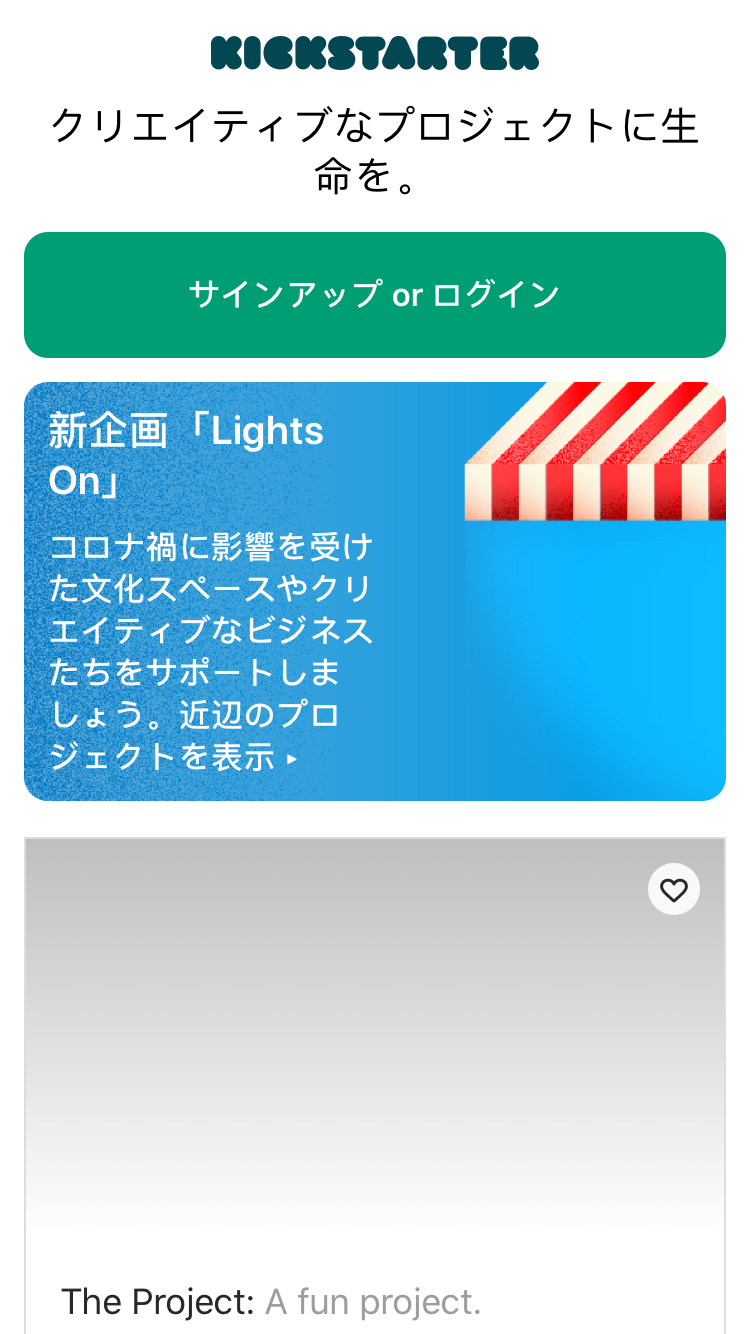 KICKSTARTER
クリエイティブなプロジェクトに生
命を。
サインアップ or ログイン
新企画「Lights
On」
コロナ禍に影響を受け
た文化スペースやクリ
エイティブなビジネス
たちをサポートしま
しょう。近辺のプロ
ジェクトを表示 ▸
The Project: A fun project.